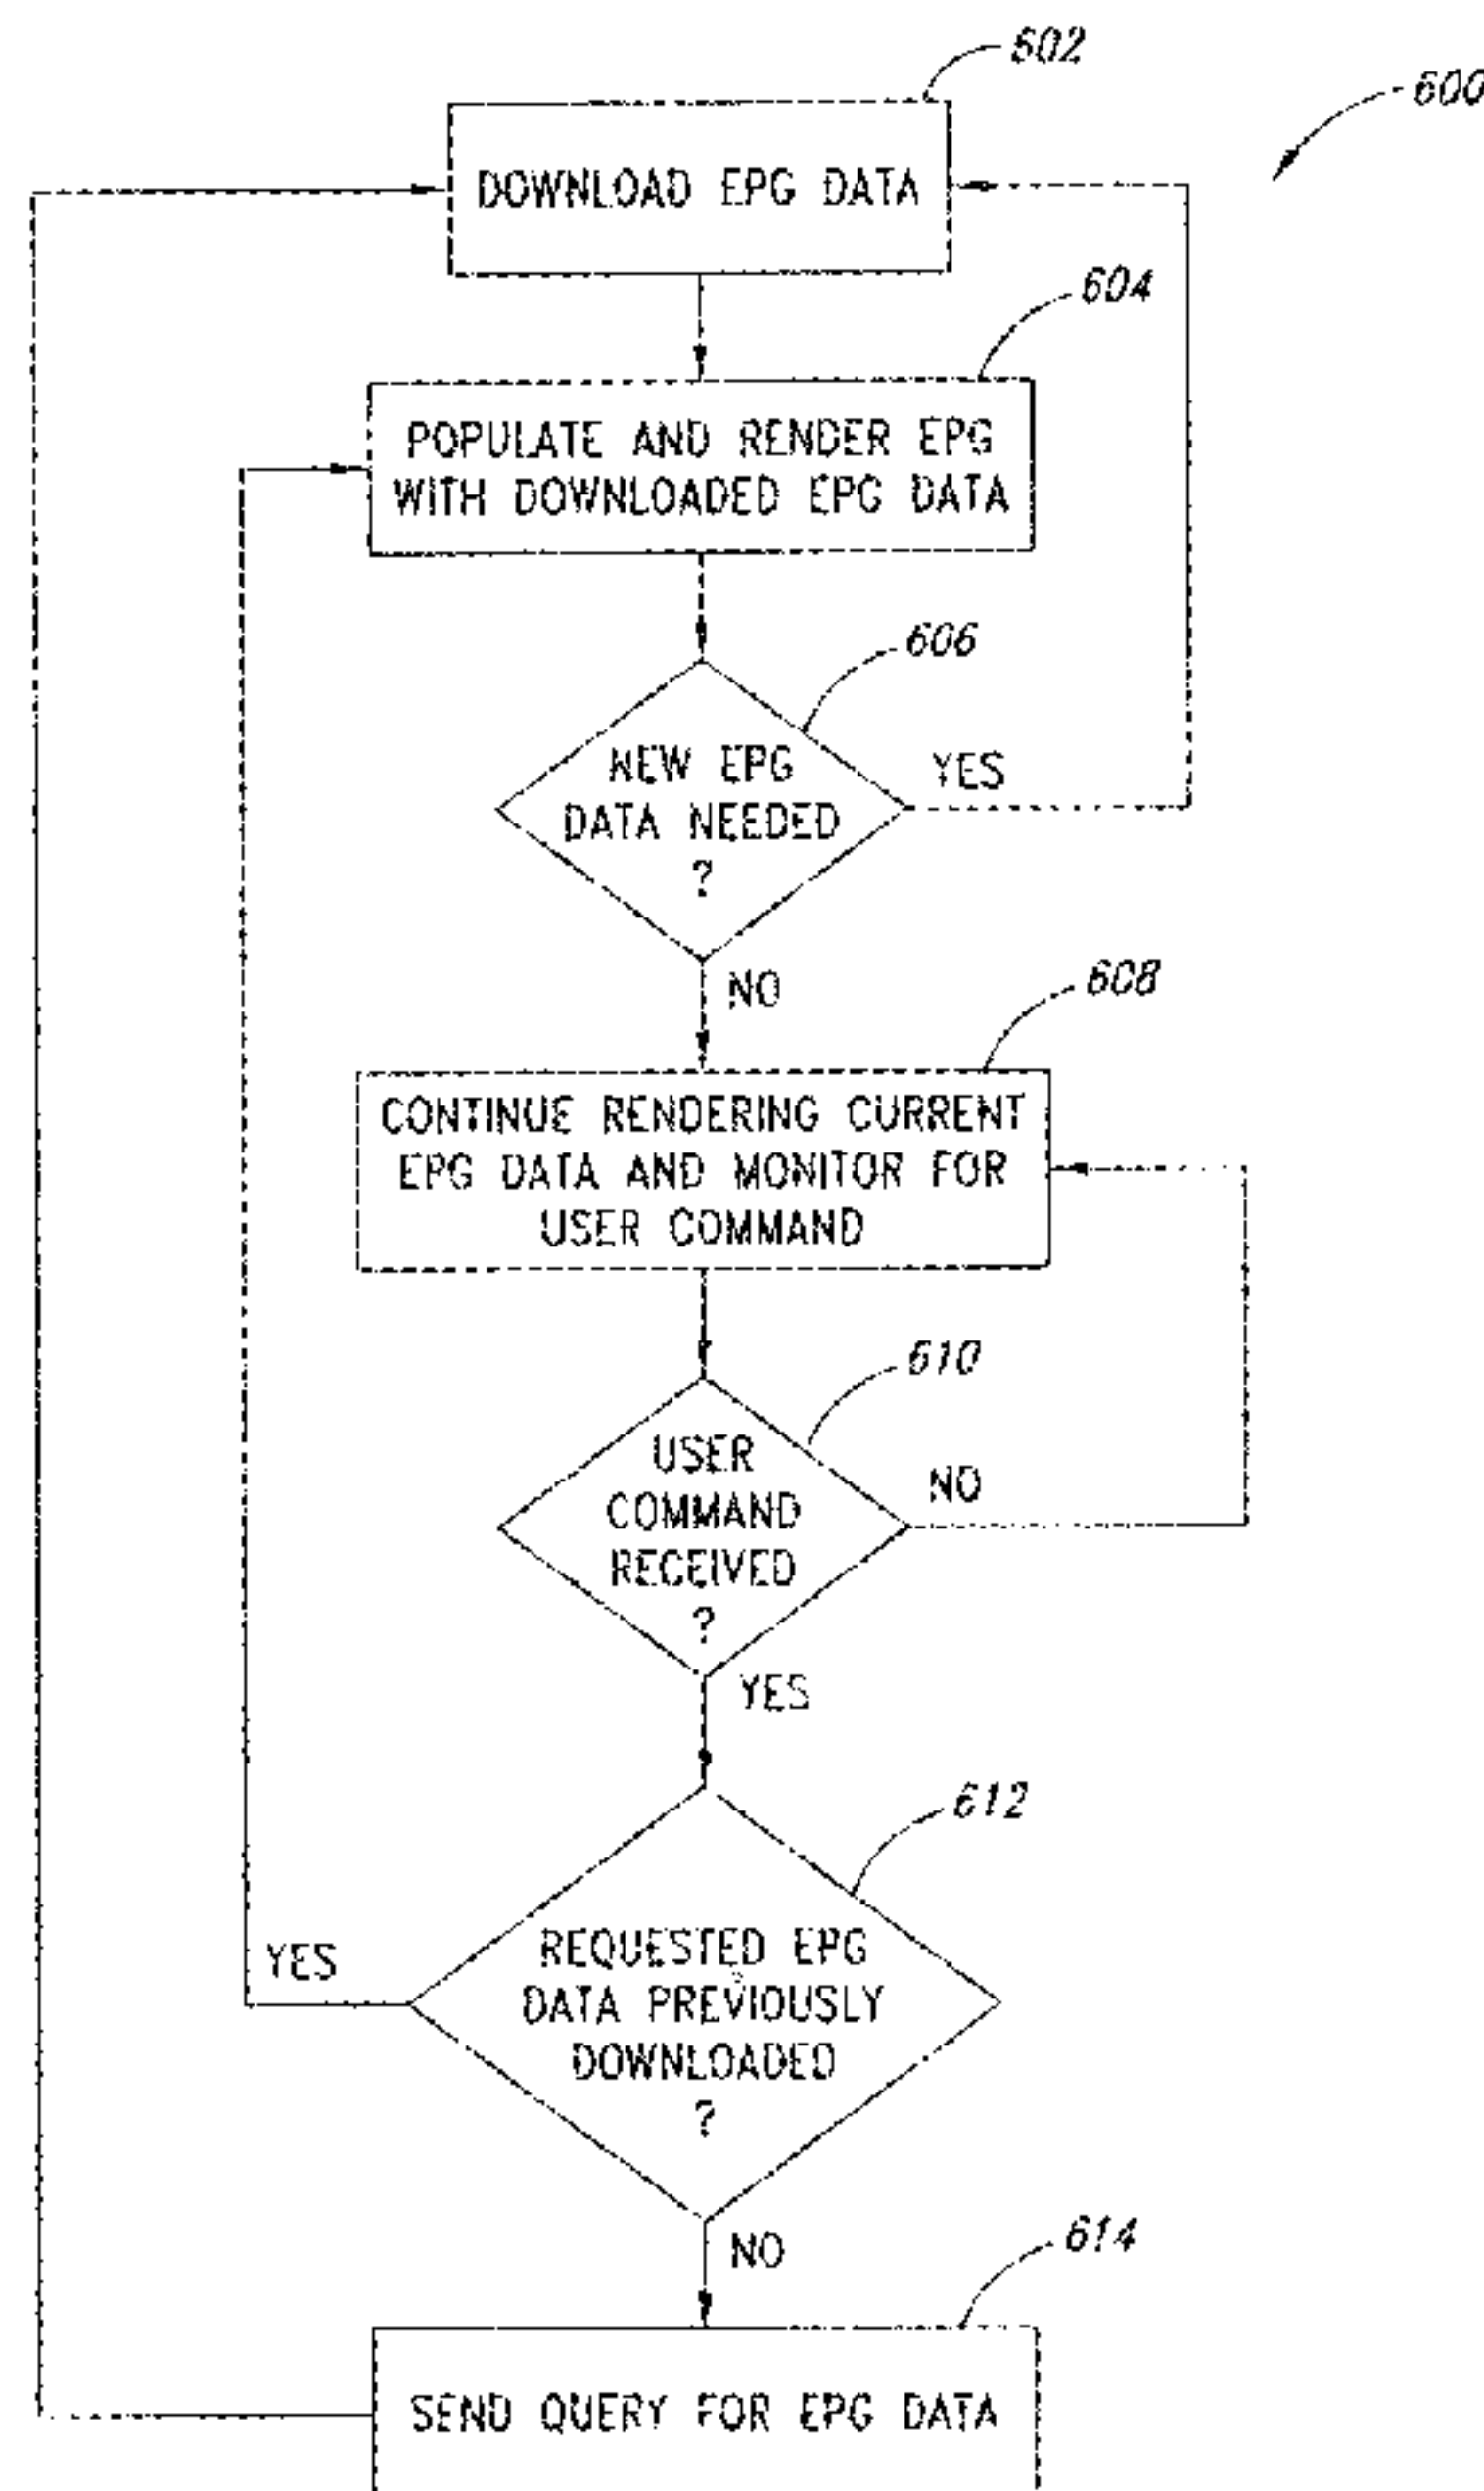 602
600
DOWNLOAD EPG DATA
604
POPULATE AND RENDER EPG
WITH DOWNLOADED EPG DATA
606
NEW EPG
DATA NEEDED
?
YES
NO
608
CONTINUE RENDERING CURRENT
EPG DATA AND MONITOR FOR
USER COMMAND
610
USER
COMMAND
RECEIVED
?
NO
YES
612
REQUESTED EPG
DATA PREVIOUSLY
DOWNLOADED
?
YES
NO
614
SEND QUERY FOR EPG DATA